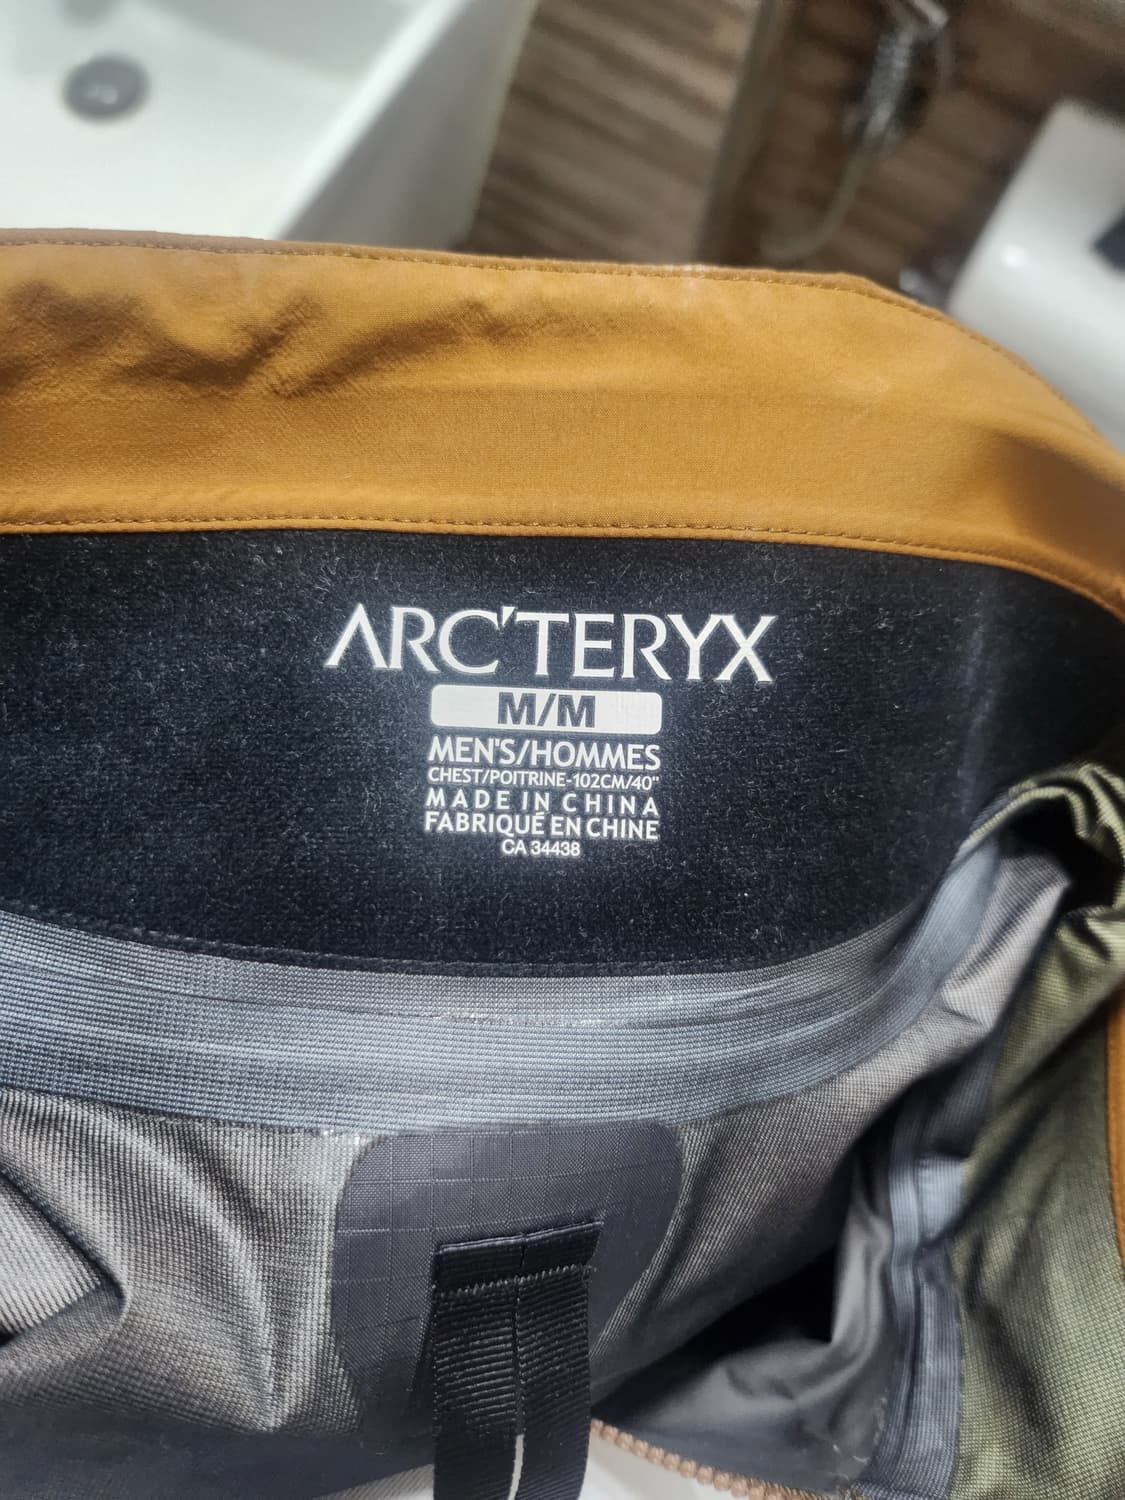 ARC'TERYX
M/M
MEN'S/HOMMES
CHEST/POITRINE-102CM/40"
MADE IN CHINA
FABRIQUÉ EN CHINE
CA 34438